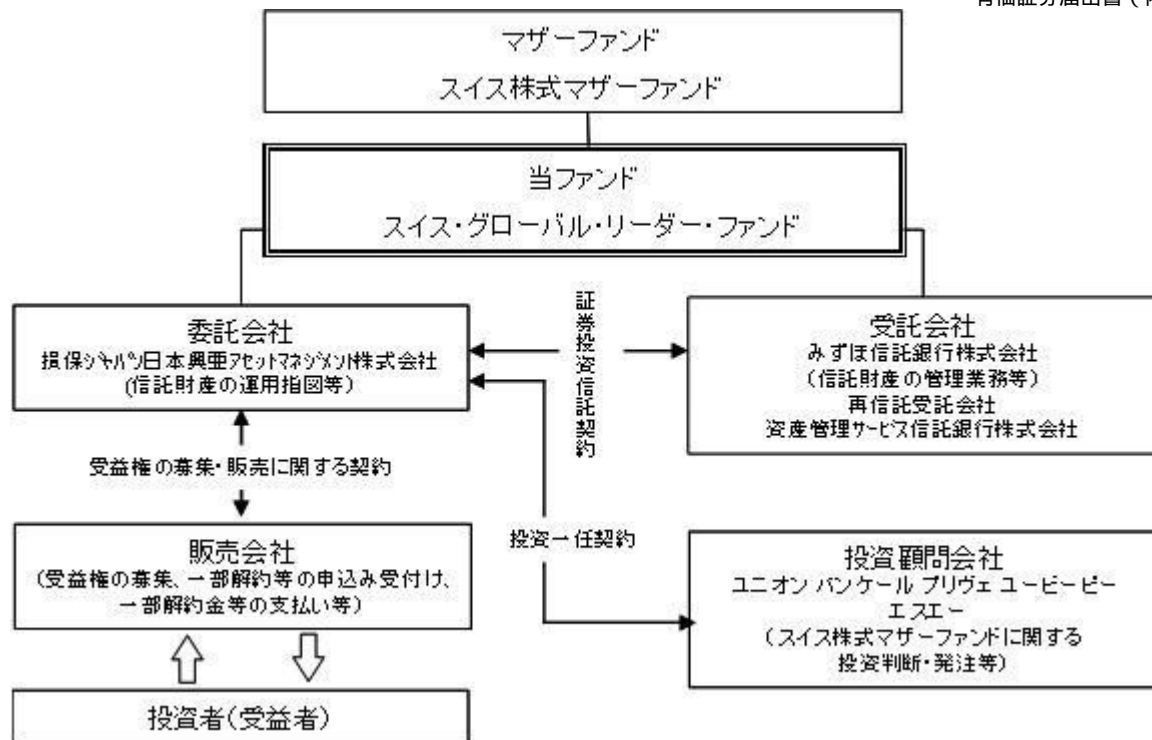 マザーファンド
スイス株式マザーファンド
当ファンド
スイス・グローバル・リーダー・ファンド
委託会社
損保ジャパン日本興亜アセットマネジメント株式会社
(信託財産の運用指図等)
証券投資信託契約
受託会社
みずほ信託銀行株式会社
(信託財産の管理業務等)
再信託受託会社
資産管理サービス信託銀行株式会社
受益権の募集・販売に関する契約
投資一任契約
販売会社
(受益権の募集、一部解約等の申込み受付け、
一部解約金等の支払い等)
投資顧問会社
ユニオン バンケール プリヴェ ユービーピー
エスエー
(スイス株式マザーファンドに関する
投資判断・発注等)
投資者(受益者)